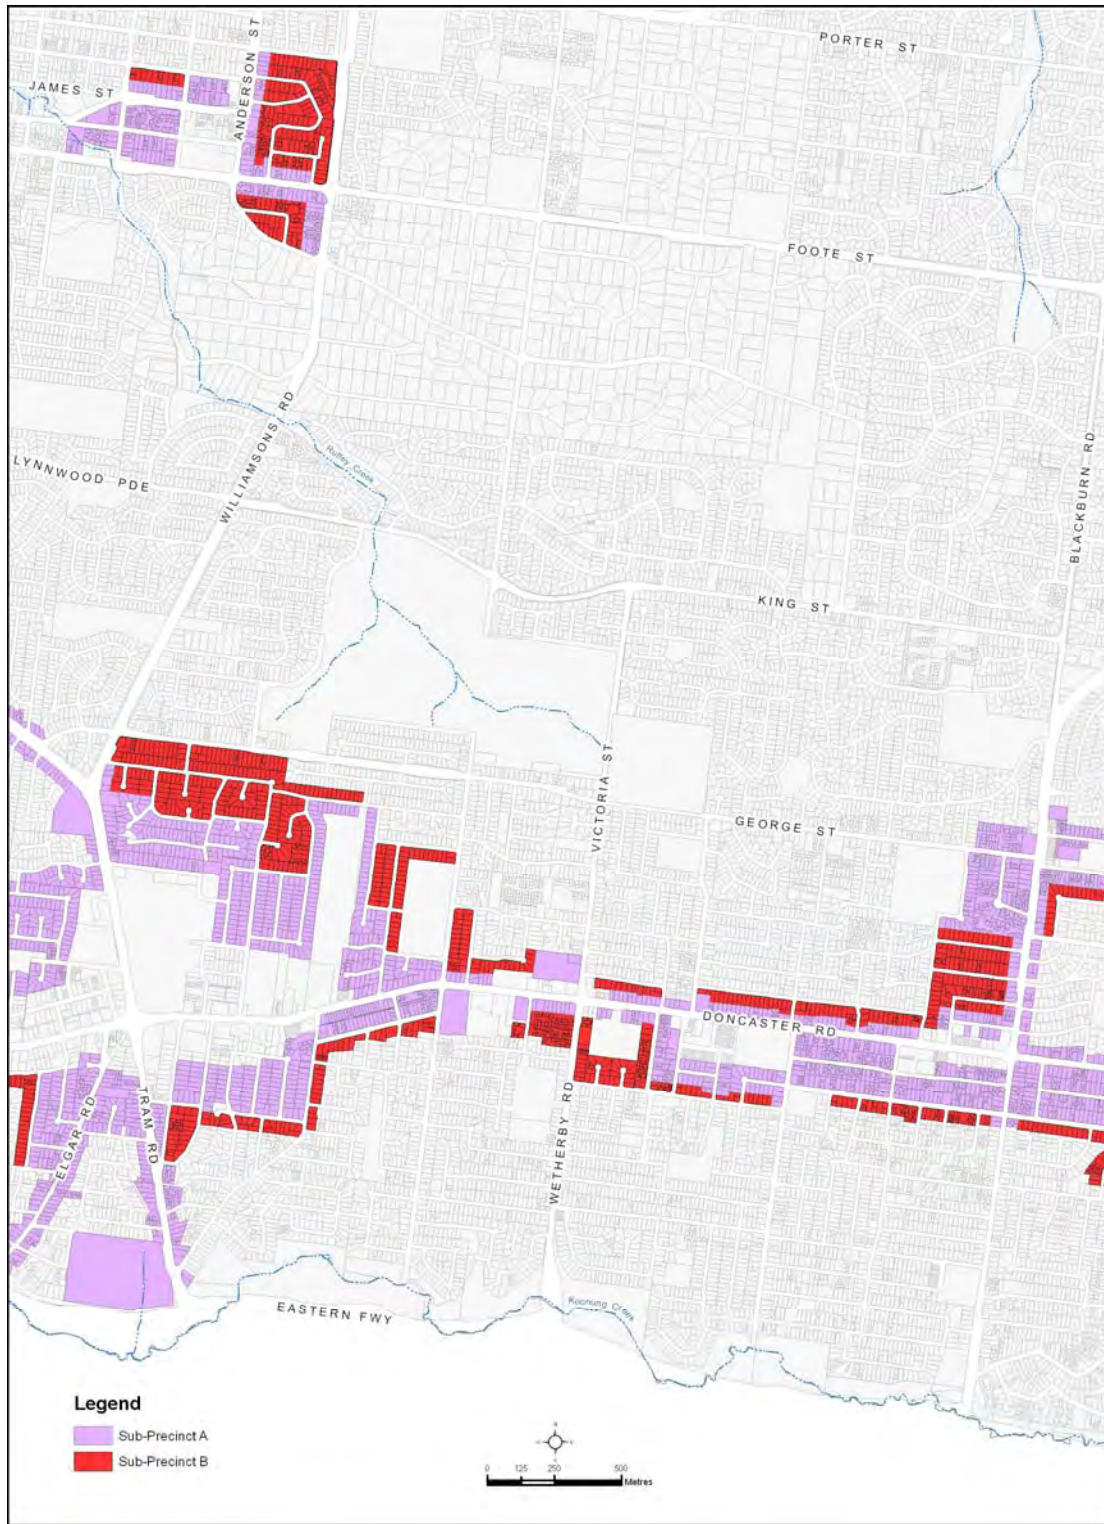 PORTER ST
ANDERSON ST
JAMES ST
FOOTE ST
WILLIAMSONS RD
Ruffey Creek
LYNNWOOD PDE
BLACKBURN RD
KING ST
VICTORIA ST
GEORGE ST
DONCASTER RD
ELGAR RD
TRAM RD
WETHERBY RD
EASTERN FWY
Koonung Creek
Legend
Sub-Precinct A
Sub-Precinct B
0 125 250 500
Metres